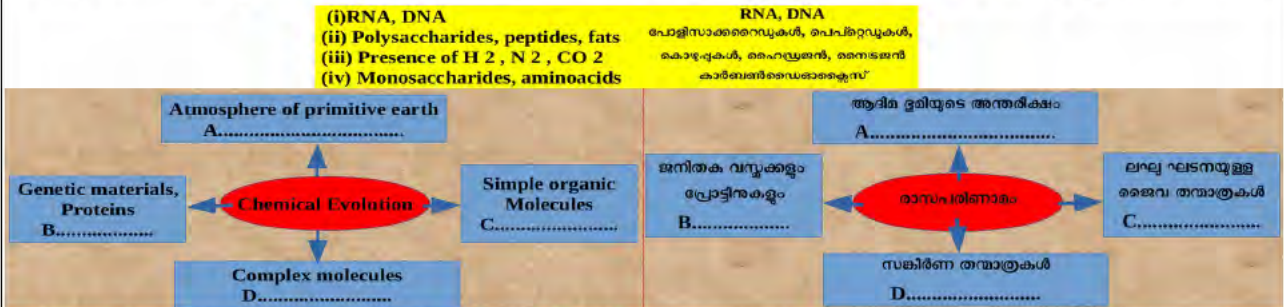 (i)RNA, DNA
(ii) Polysaccharides, peptides, fats
(iii) Presence of H 2 , N 2 , CO 2
(iv) Monosaccharides, aminoacids
RNA, DNA
പോളിസാക്കറൈഡുകൾ, പെപ്റ്റൈഡുകൾ,
കൊഴുപ്പുകൾ, ഹൈഡ്രജൻ, നൈട്രജൻ
കാർബൺഡൈഓക്സൈസ്
Atmosphere of primitive earth
A...................................
Genetic materials,
Proteins
B...................
Chemical Evolution
Simple organic
Molecules
C........................
Complex molecules
D..........................
ആദിമ ഭൂമിയുടെ അന്തരീക്ഷം
A...................................
ജനിതക വസ്തുക്കളും
പ്രോട്ടീനുകളും
B...................
രാസപരിണാമം
ലഘു ഘടനയുള്ള
ജൈവ തന്മാത്രകൾ
C........................
സങ്കീർണ തന്മാത്രകൾ
D..........................